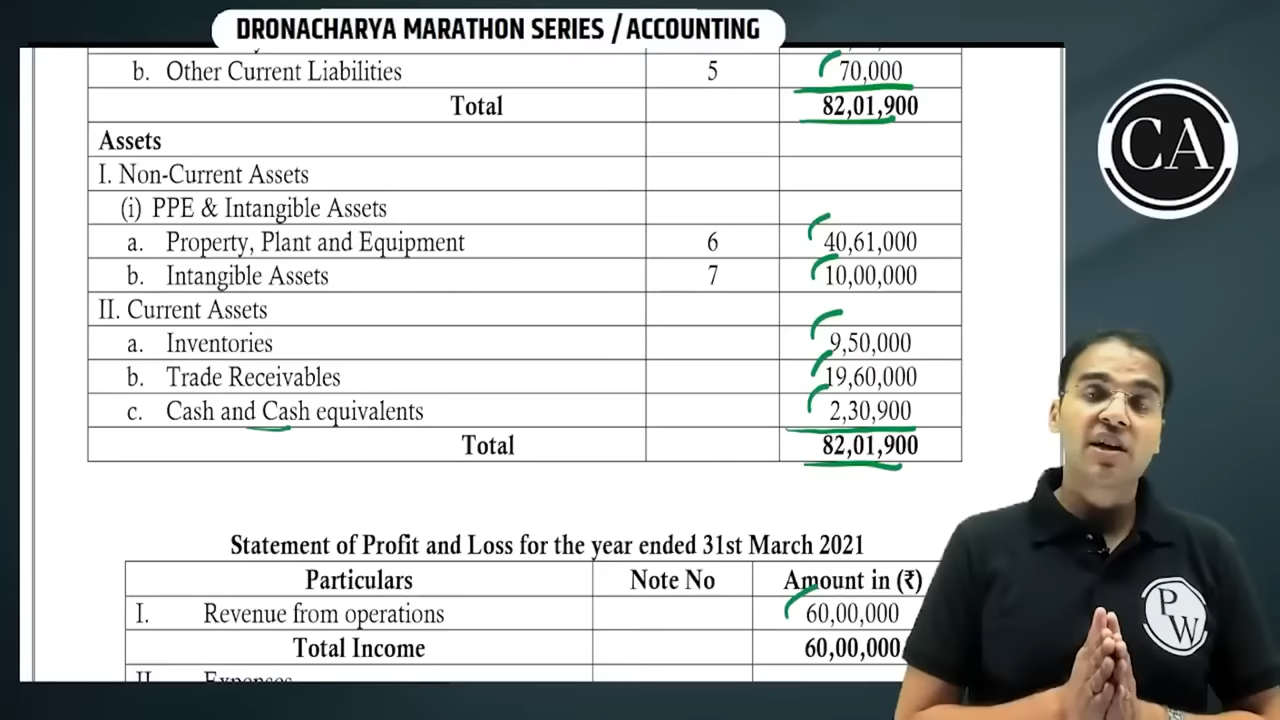 DRONACHARYA MARATHON SERIES / ACCOUNTING
b. Other Current Liabilities 5 70,000
Total 82,01,900
Assets
I. Non-Current Assets
(i) PPE & Intangible Assets
a. Property, Plant and Equipment 6 40,61,000
b. Intangible Assets 7 10,00,000
II. Current Assets
a. Inventories 9,50,000
b. Trade Receivables 19,60,000
c. Cash and Cash equivalents 2,30,900
Total 82,01,900
Statement of Profit and Loss for the year ended 31st March 2021
Particulars Note No Amount in (₹)
I. Revenue from operations 60,00,000
Total Income 60,00,000
II. Expenses
CA
PW